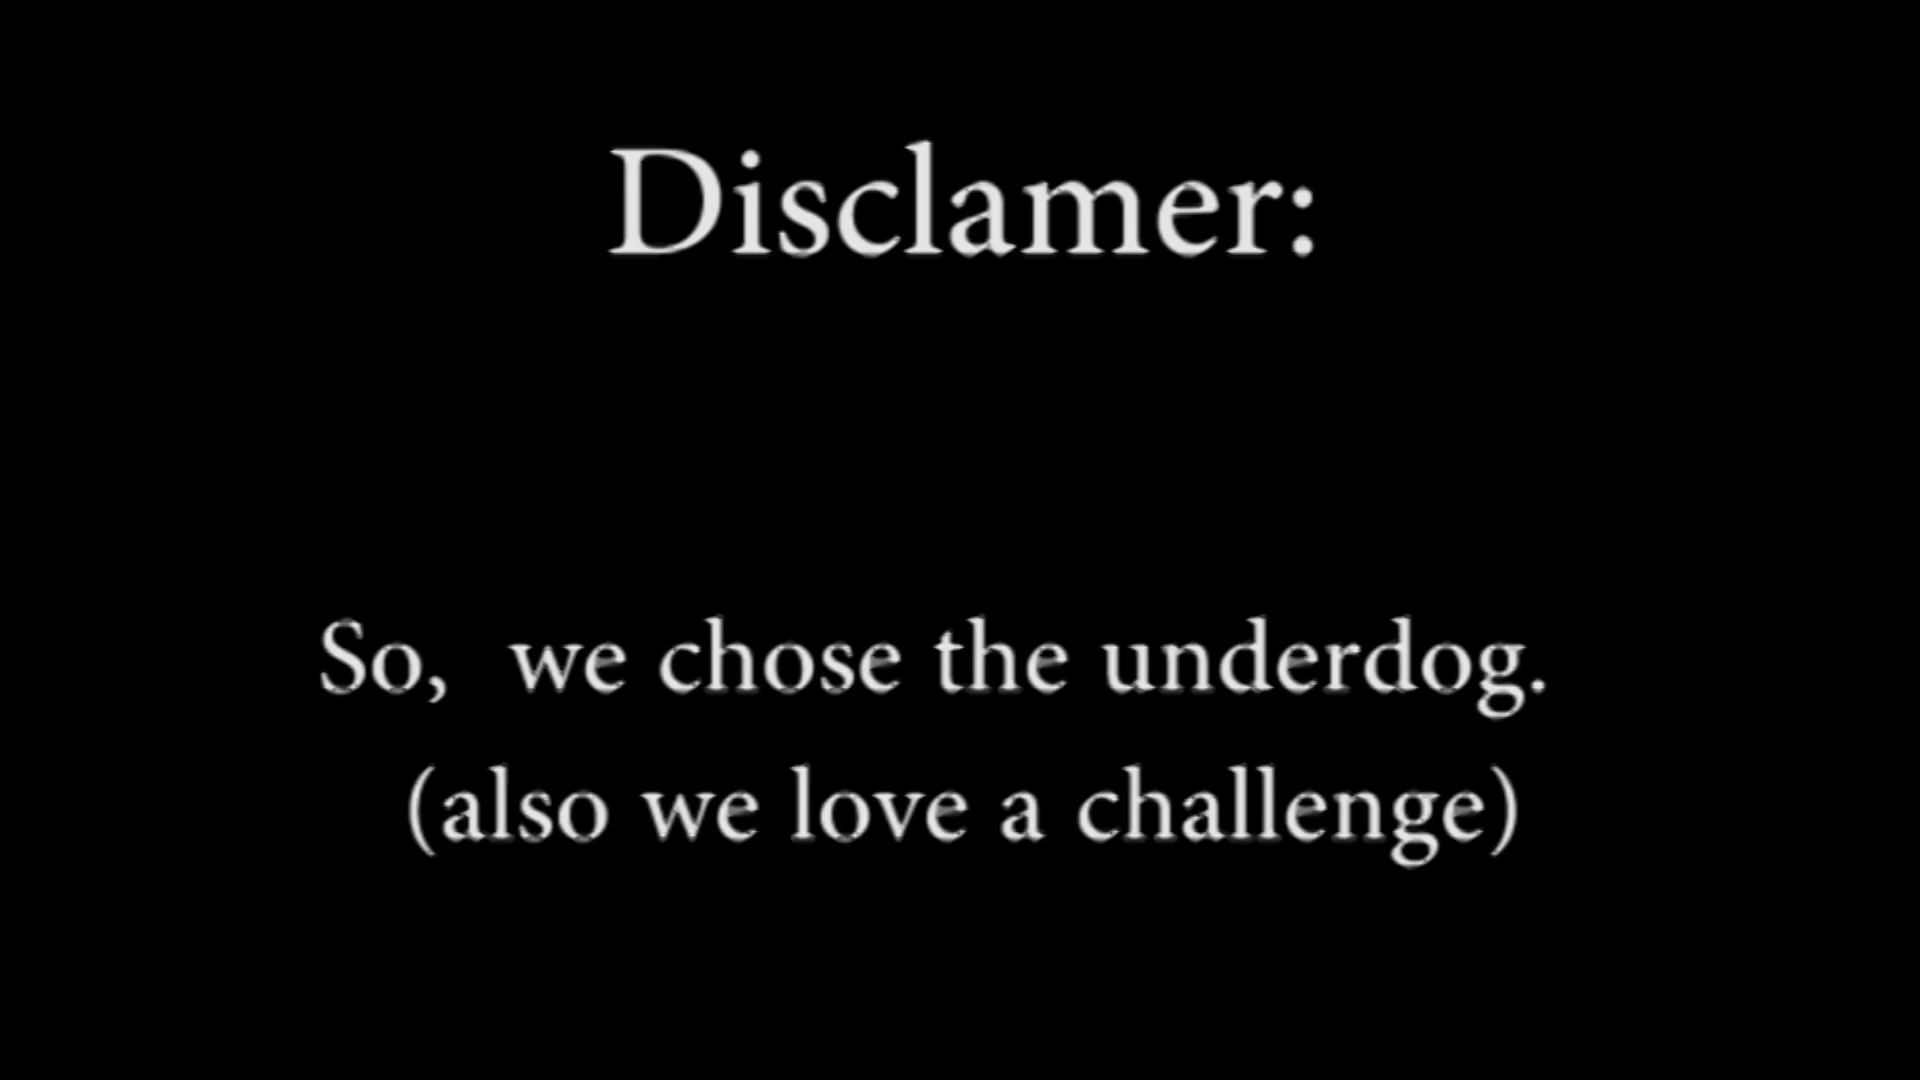 Disclamer:
So,  we chose the underdog.
(also we love a challenge)